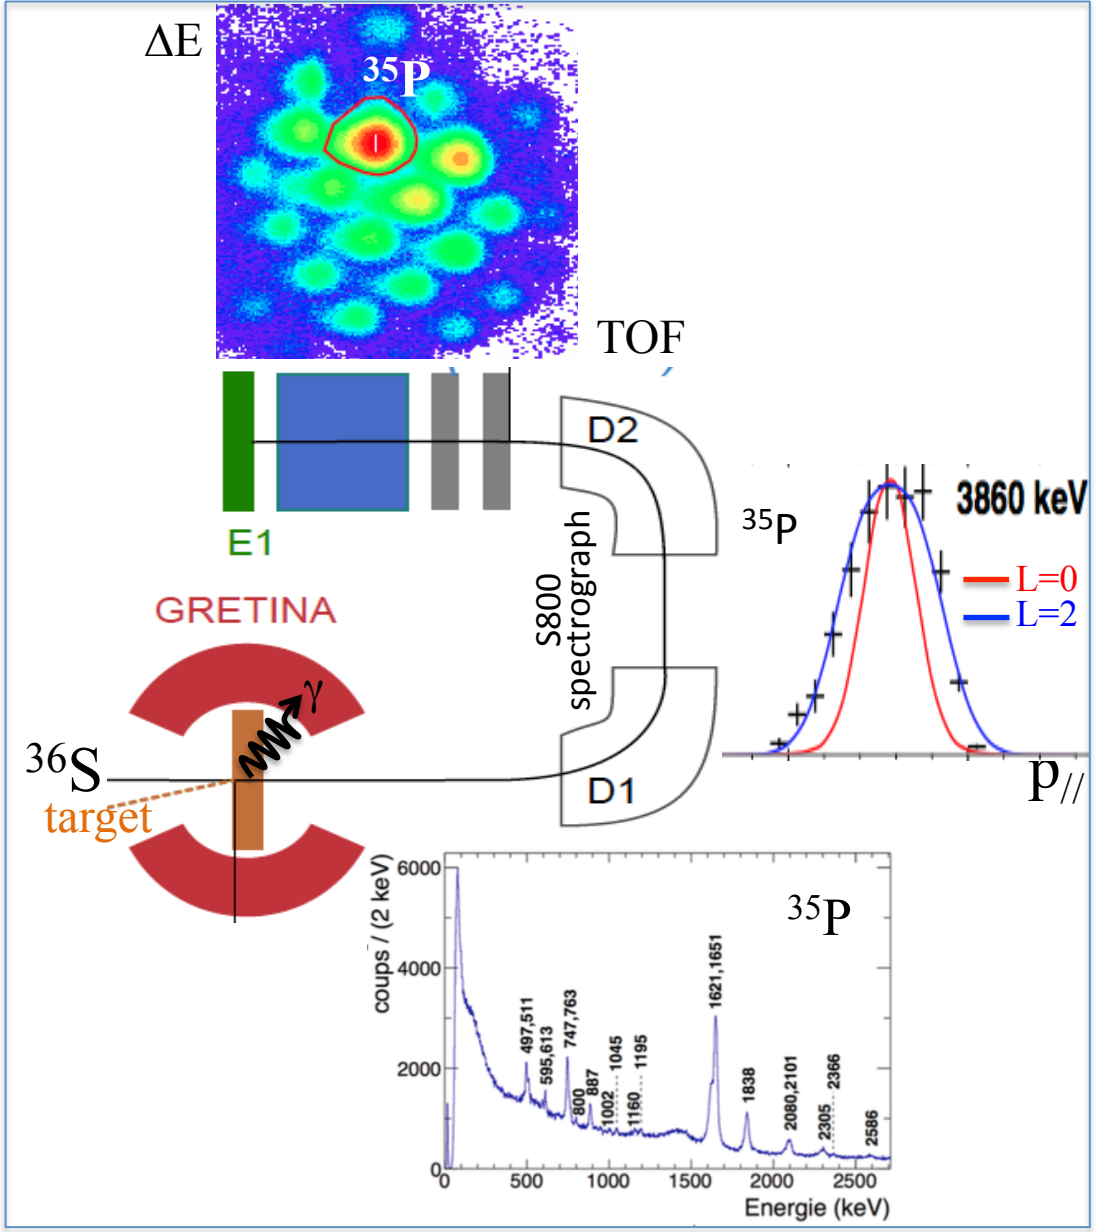 ΔE
³⁵P
TOF
D2
E1
S800
spectrograph
³⁵P
3860 keV
L=0
L=2
p//
GRETINA
γ
³⁶S
target
D1
³⁵P
coups / (2 keV)
6000
4000
2000
0
497,511
595,613
747,763
800
887
1002
1045
1160
1195
1621,1651
1838
2080,2101
2305
2366
2586
0
500
1000
1500
2000
2500
Energie (keV)